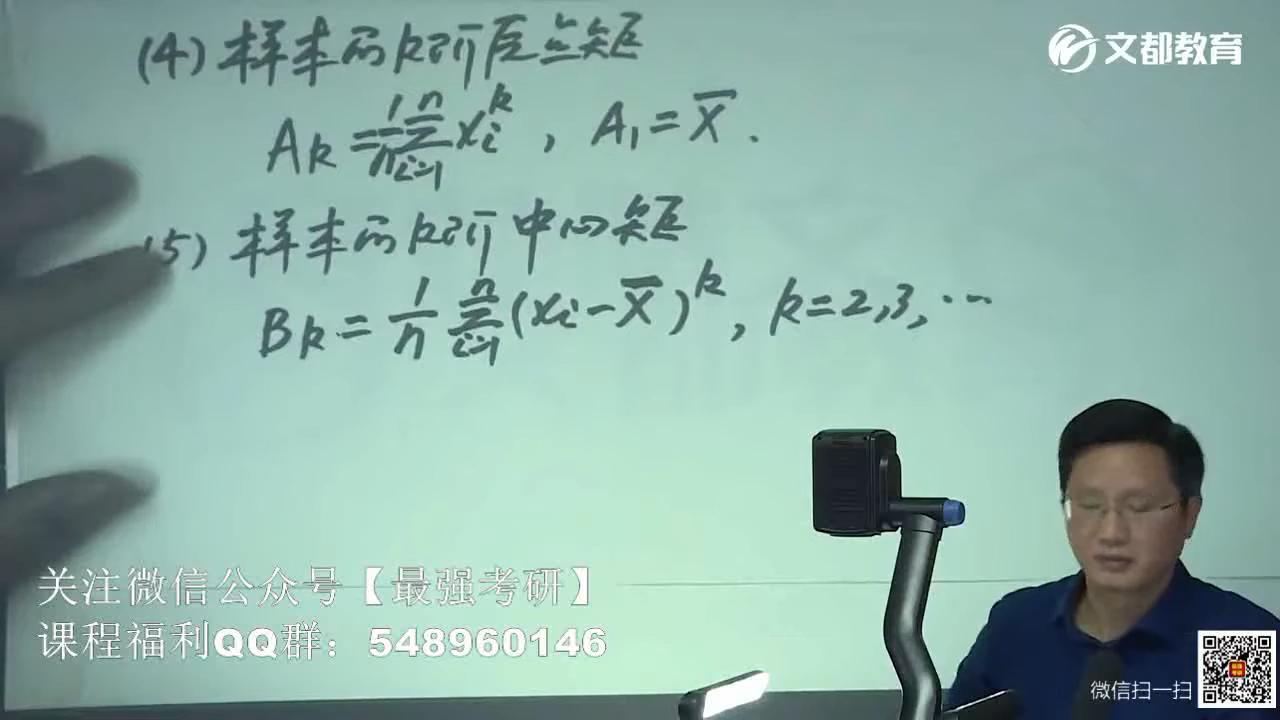 (4) 样本的k阶原点矩
Ak = 1/n ∑_{i=1}^{n} Xi^k , A1 = X̄ .
(5) 样本的k阶中心矩
Bk = 1/n ∑_{i=1}^{n} (Xi - X̄)^k , k=2,3,…
文都教育
关注微信公众号【最强考研】
课程福利QQ群：548960146
微信扫一扫